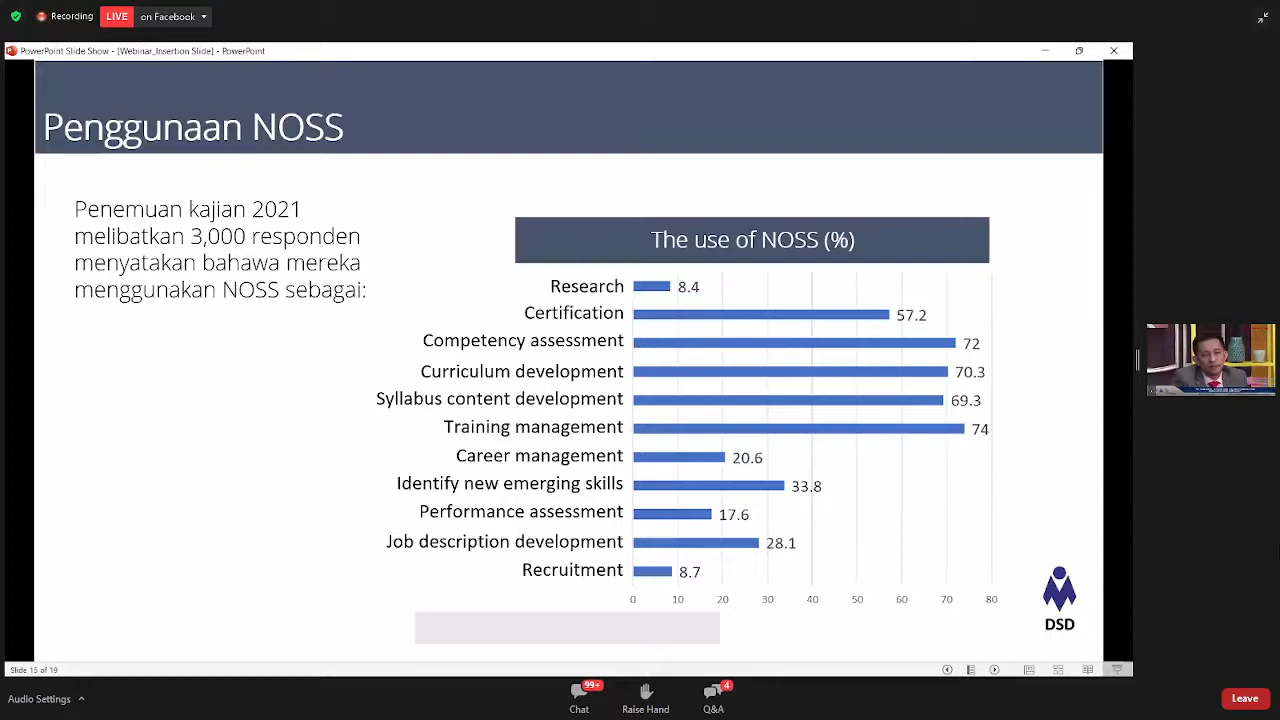 Recording
LIVE
on Facebook
PowerPoint Slide Show - [Webinar_Insertion Slide] - PowerPoint
Penggunaan NOSS
Penemuan kajian 2021
melibatkan 3,000 responden
menyatakan bahawa mereka
menggunakan NOSS sebagai:
The use of NOSS (%)
Research 8.4
Certification 57.2
Competency assessment 72
Curriculum development 70.3
Syllabus content development 69.3
Training management 74
Career management 20.6
Identify new emerging skills 33.8
Performance assessment 17.6
Job description development 28.1
Recruitment 8.7
0 10 20 30 40 50 60 70 80
DSD
Slide 15 of 19
Audio Settings
99+
Chat
Raise Hand
4
Q&A
Leave